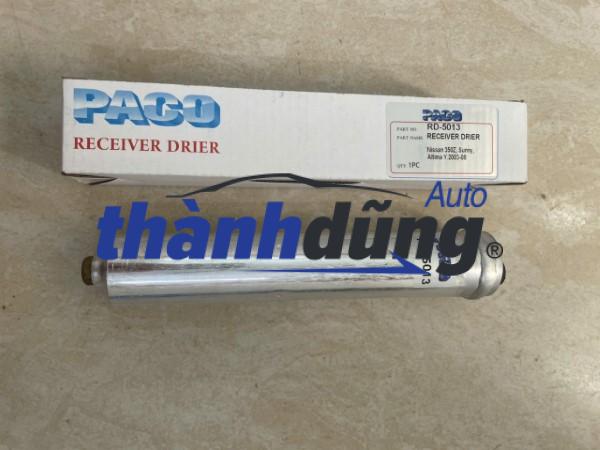 PACO
RECEIVER DRIER
PACO
PART NO. RD-5013
PART NAME: RECEIVER DRIER
Nissan 350Z, Sunny,
Altima Y.2003-08
QTY 1PC
Auto
thànhdũng®
5013